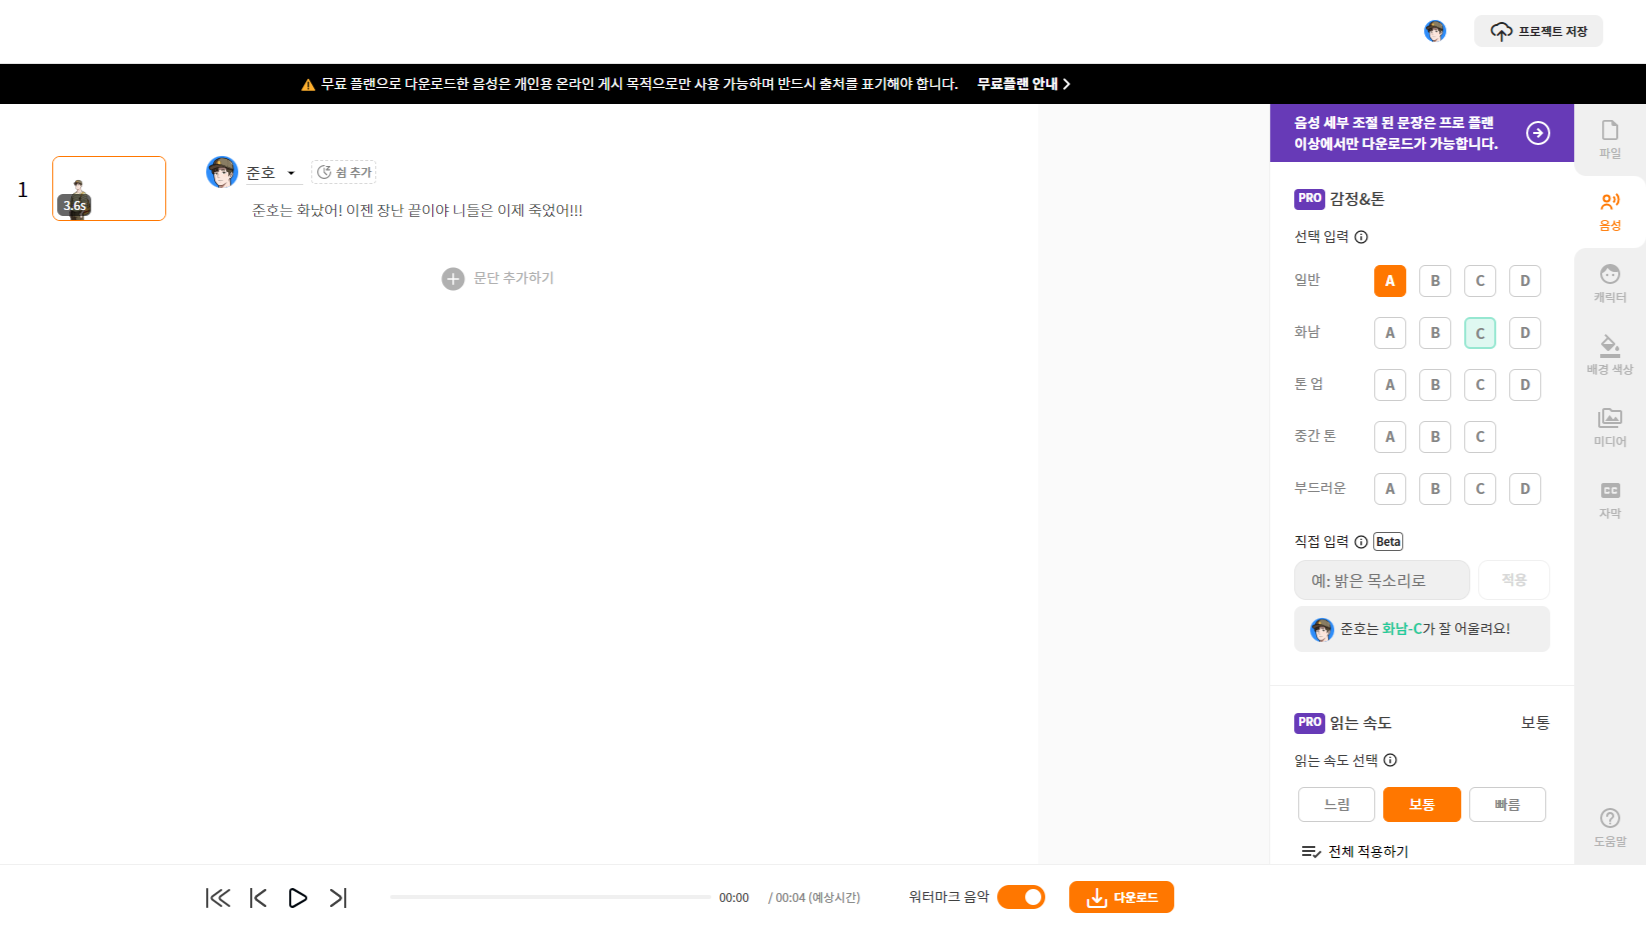 프로젝트 저장
무료 플랜으로 다운로드한 음성은 개인용 온라인 게시 목적으로만 사용 가능하며 반드시 출처를 표기해야 합니다. 무료플랜 안내
1
3.6s
준호
쉼 추가
준호는 화났어! 이젠 장난 끝이야 니들은 이제 죽었어!!!
문단 추가하기
음성 세부 조절 된 문장은 프로 플랜
이상에서만 다운로드가 가능합니다.
PRO 감정&톤
선택 입력
일반 A B C D
화남 A B C D
톤 업 A B C D
중간 톤 A B C
부드러운 A B C D
직접 입력 Beta
예: 밝은 목소리로 적용
준호는 화남-C가 잘 어울려요!
PRO 읽는 속도 보통
읽는 속도 선택
느림 보통 빠름
전체 적용하기
파일
음성
캐릭터
배경 색상
미디어
CC
자막
도움말
00:00 / 00:04 (예상시간)
워터마크 음악
다운로드